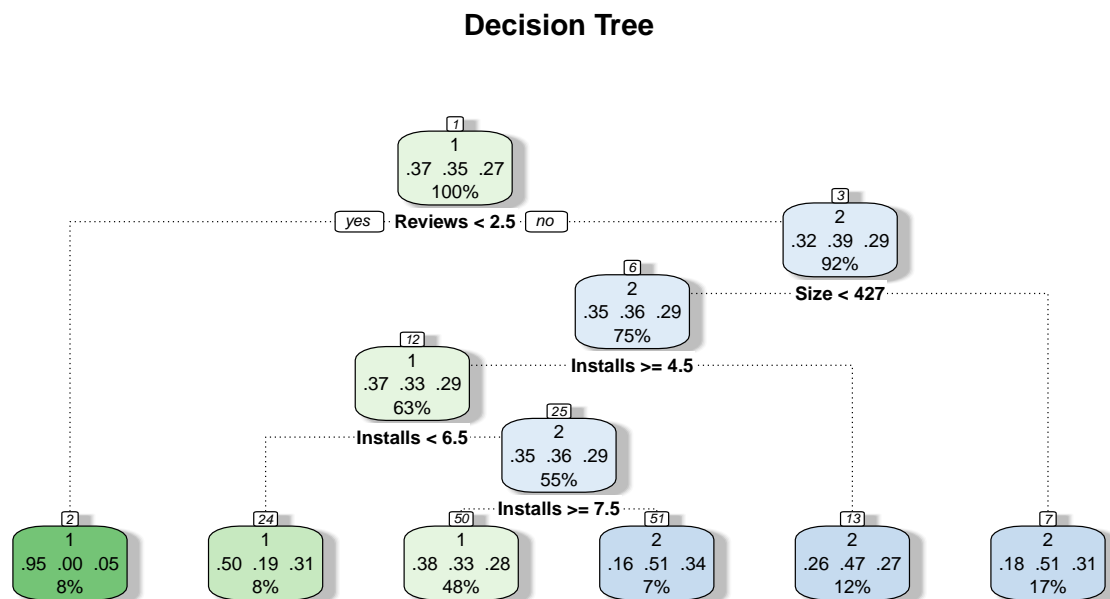 Decision Tree
1
1
.37 .35 .27
100%
yes Reviews < 2.5 no
3
2
.32 .39 .29
92%
Size < 427
6
2
.35 .36 .29
75%
Installs >= 4.5
12
1
.37 .33 .29
63%
Installs < 6.5
25
2
.35 .36 .29
55%
Installs >= 7.5
2
1
.95 .00 .05
8%
24
1
.50 .19 .31
8%
50
1
.38 .33 .28
48%
51
2
.16 .51 .34
7%
13
2
.26 .47 .27
12%
7
2
.18 .51 .31
17%